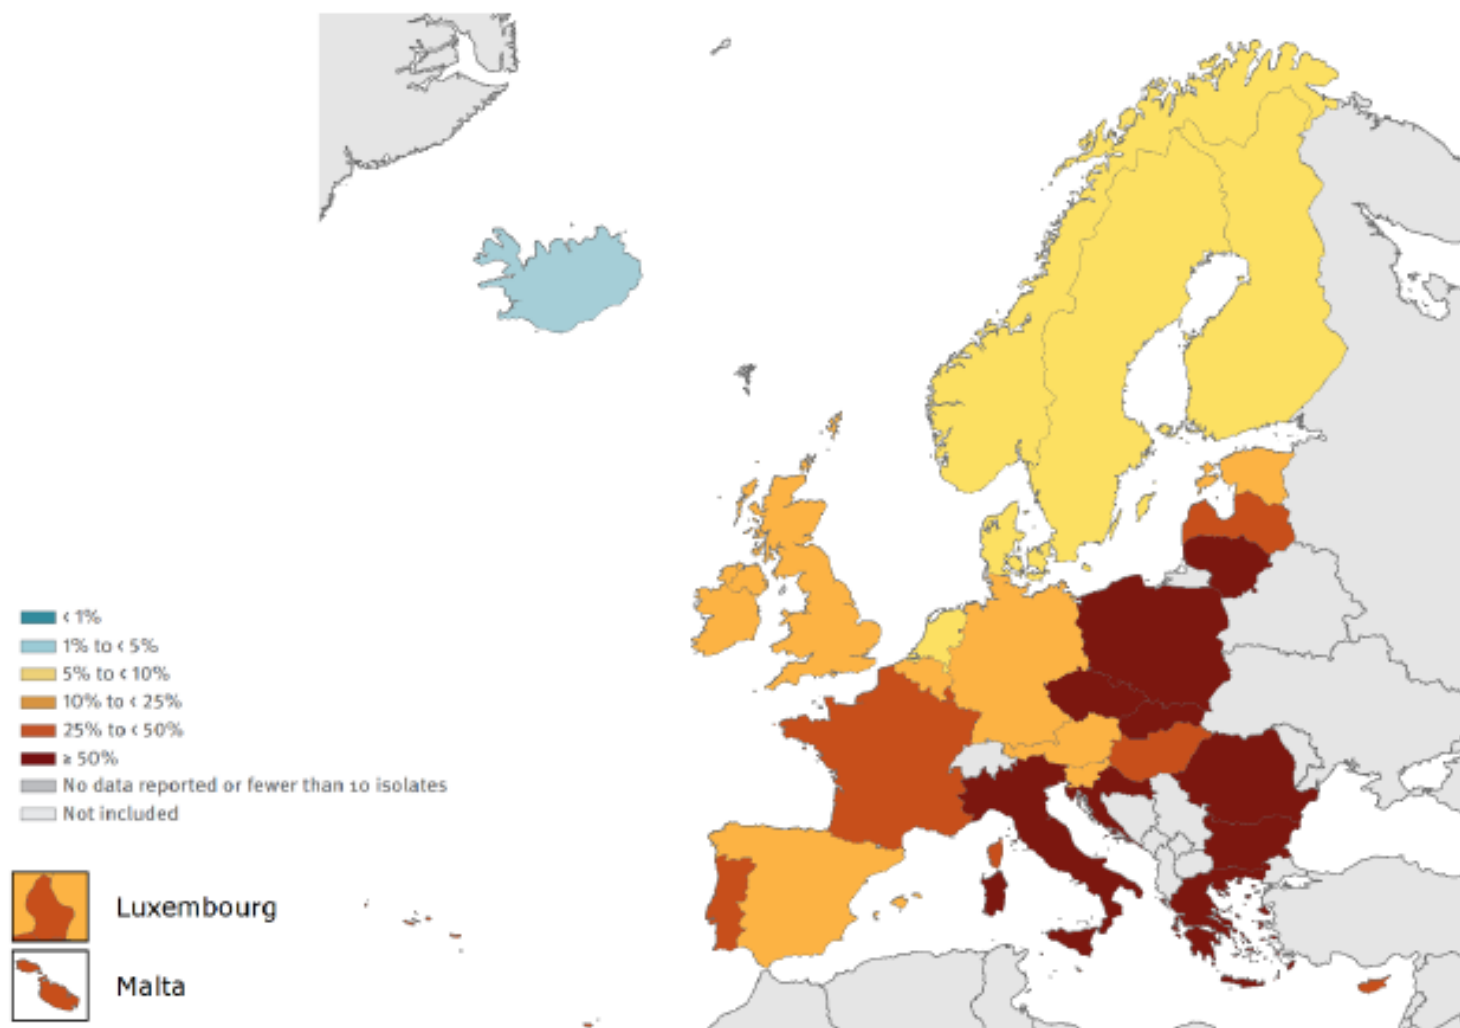 < 1%
1% to < 5%
5% to < 10%
10% to < 25%
25% to < 50%
≥ 50%
No data reported or fewer than 10 isolates
Not included
Luxembourg
Malta